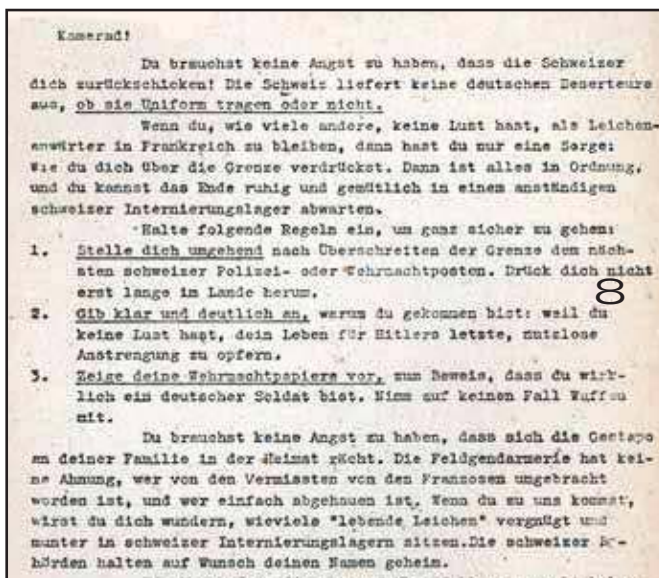 Kamerad!
Du brauchst keine Angst zu haben, dass die Schweizer
dich zurückschicken! Die Schweiz liefert keine deutschen Deserteure
aus, ob sie Uniform tragen oder nicht.
Wenn du, wie viele andere, keine Lust hast, als Leichen-
anwärter in Frankreich zu bleiben, dann hast du nur eine Sorge:
Wie du dich über die Grenze verdrückst. Dann ist alles in Ordnung,
und du kannst das Ende ruhig und gemütlich in einem anständigen
schweizer Internierungslager abwarten.
Halte folgende Regeln ein, um ganz sicher zu gehen:
1. Stelle dich umgehend nach Überschreiten der Grenze dem näch-
sten schweizer Polizei- oder Wehrmachtposten. Drück dich nicht
erst lange im Lande herum.
8
2. Gib klar und deutlich an, warum du gekommen bist: weil du
keine Lust hast, dein Leben für Hitlers letzte, nutzlose
Anstrengung zu opfern.
3. Zeige deine Wehrmachtpapiere vor, zum Beweis, dass du wirk-
lich ein deutscher Soldat bist. Nimm auf keinen Fall Waffen
mit.
Du brauchst keine Angst zu haben, dass sich die Gestapo
an deiner Familie in der Heimat rächt. Die Feldgendarmerie hat kei-
ne Ahnung, wer von den Vermissten von den Franzosen umgebracht
worden ist, und wer einfach abgehauen ist. Wenn du zu uns kommst,
wirst du dich wundern, wieviele "lebende Leichen" vergnügt und
munter in schweizer Internierungslagern sitzen. Die schweizer Be-
hörden halten auf Wunsch deinen Namen geheim.